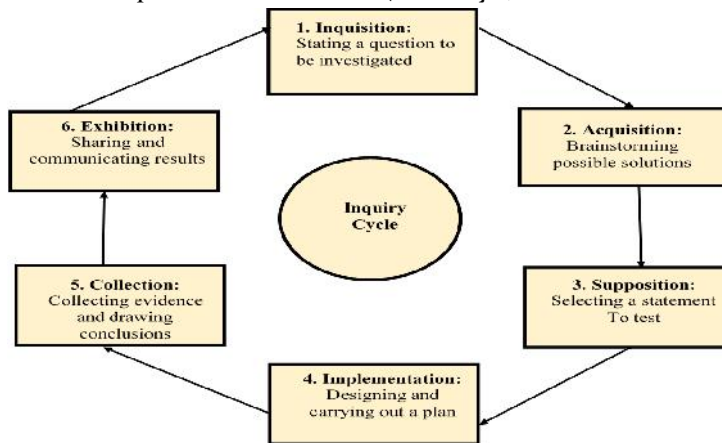 1. Inquisition:
Stating a question to
be investigated
2. Acquisition:
Brainstorming
possible solutions
3. Supposition:
Selecting a statement
To test
4. Implementation:
Designing and
carrying out a plan
5. Collection:
Collecting evidence
and drawing
conclusions
6. Exhibition:
Sharing and
communicating results
Inquiry
Cycle